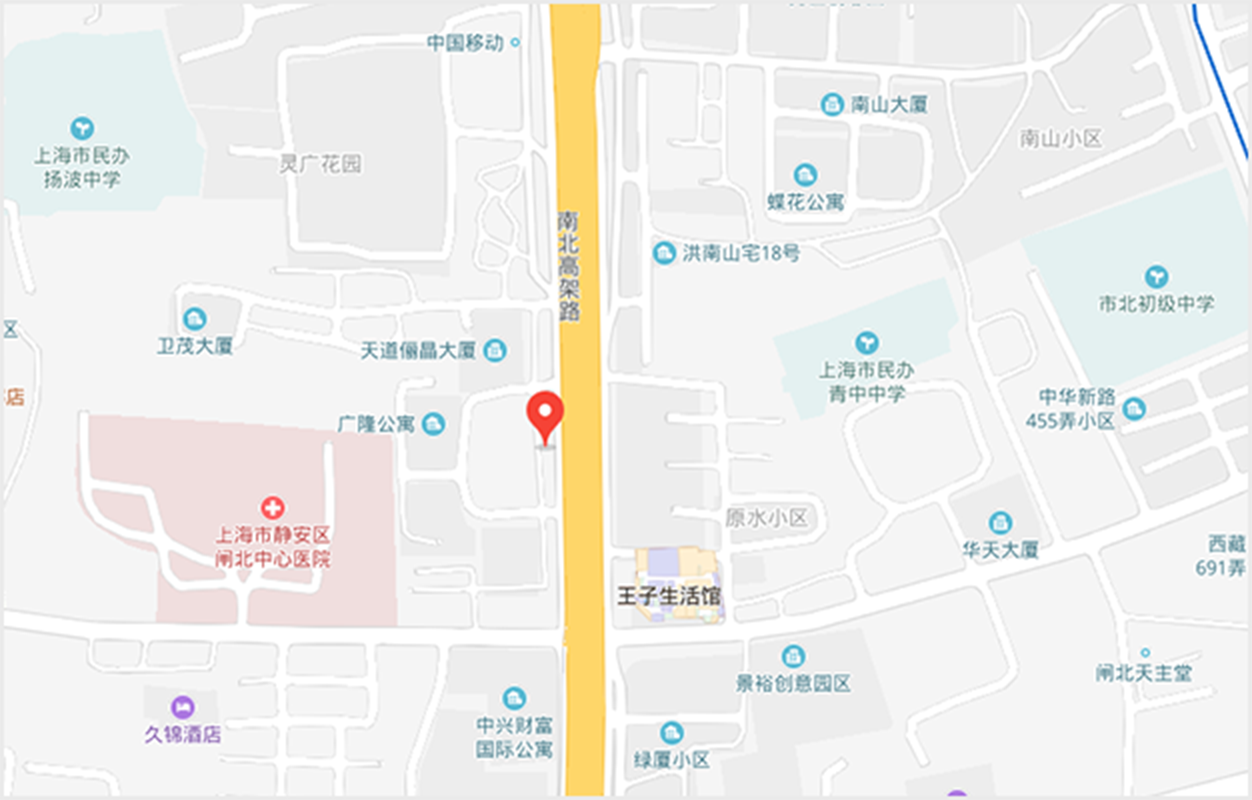 中国移动
南山大厦
上海市民办
扬波中学
灵广花园
南山小区
蝶花公寓
南北高架路
洪南山宅18号
市北初级中学
卫茂大厦
区
天道俪晶大厦
上海市民办
青中中学
店
中华新路
455弄小区
广隆公寓
上海市静安区
闸北中心医院
原水小区
华天大厦
西藏
691弄
王子生活馆
景裕创意园区
闸北天主堂
久锦酒店
中兴财富
国际公寓
绿厦小区